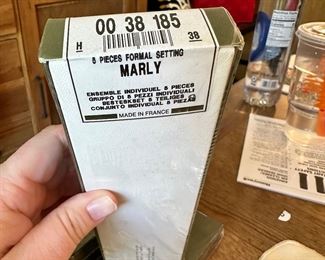 00 38 185
H
38
5 PIECES FORMAL SETTING
MARLY
ENSEMBLE INDIVIDUEL 5 PIECES
GRUPPO DI 5 PEZZI INDIVIDUALI
BESTEKSET 5 TEILIGES
CONJUNTO INDIVIDUAL 5 PIEZAS
MADE IN FRANCE